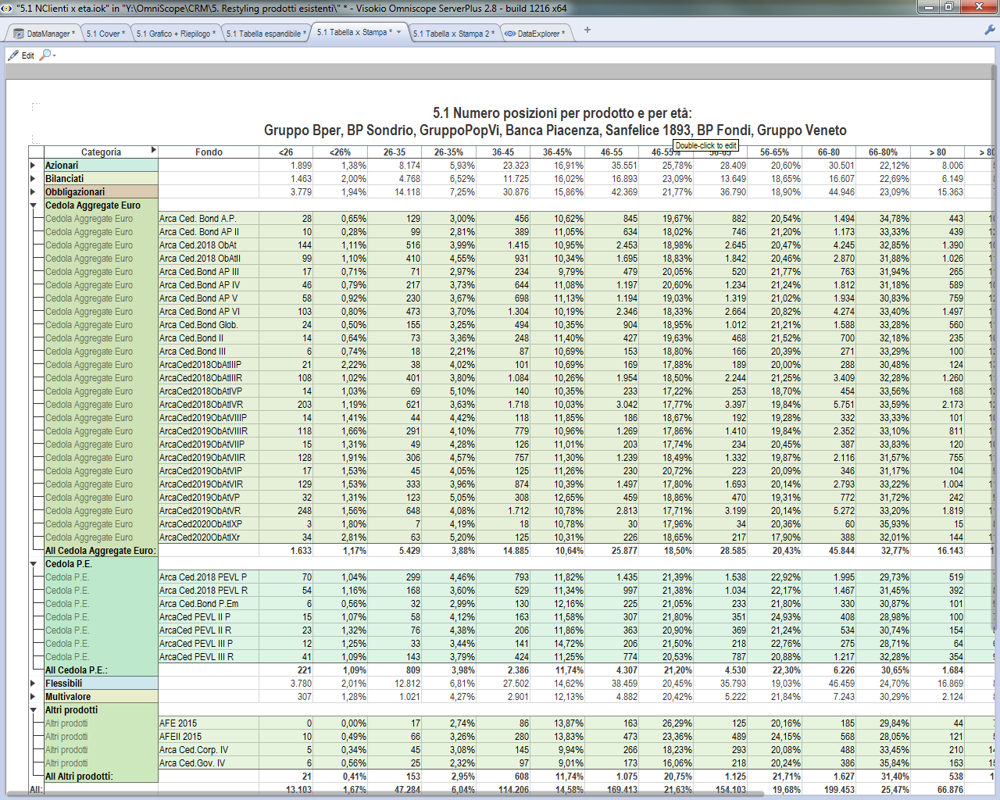 "5.1 NClienti x eta.iok" in "Y:\OmniScope\CRM\5. Restyling prodotti esistenti\" * - Visokio Omniscope ServerPlus 2.8 - build 1216 x64
DataManager * 5.1 Cover * 5.1 Grafico + Riepilogo * 5.1 Tabella espandibile * 5.1 Tabella x Stampa * 5.1 Tabella x Stampa 2 * DataExplorer *
Edit
5.1 Numero posizioni per prodotto e per età:
Gruppo Bper, BP Sondrio, GruppoPopVi, Banca Piacenza, Sanfelice 1893, BP Fondi, Gruppo Veneto
Double-click to edit
Categoria Fondo <26 <26% 26-35 26-35% 36-45 36-45% 46-55 46-55% 56-65 56-65% 66-80 66-80% > 80 > 80
Azionari 1.899 1,38% 8.174 5,93% 23.323 16,91% 35.551 25,78% 28.409 20,60% 30.501 22,12% 8.006
Bilanciati 1.463 2,00% 4.768 6,52% 11.725 16,02% 16.893 23,09% 13.649 18,65% 16.607 22,69% 6.149
Obbligazionari 3.779 1,94% 14.118 7,25% 30.876 15,86% 42.369 21,77% 36.790 18,90% 44.946 23,09% 15.363
Cedola Aggregate Euro
Cedola Aggregate Euro Arca Ced. Bond A.P. 28 0,65% 129 3,00% 456 10,62% 845 19,67% 882 20,54% 1.494 34,78% 443
Cedola Aggregate Euro Arca Ced. Bond AP II 10 0,28% 99 2,81% 389 11,05% 634 18,02% 746 21,20% 1.173 33,33% 439
Cedola Aggregate Euro Arca Ced.2018 ObAt 144 1,11% 516 3,99% 1.415 10,95% 2.453 18,98% 2.645 20,47% 4.245 32,85% 1.390
Cedola Aggregate Euro Arca Ced.2018 ObAtII 99 1,10% 410 4,55% 931 10,34% 1.695 18,83% 1.842 20,46% 2.870 31,88% 1.026
Cedola Aggregate Euro Arca Ced.Bond AP III 17 0,71% 71 2,97% 234 9,79% 479 20,05% 520 21,77% 763 31,94% 265
Cedola Aggregate Euro Arca Ced.Bond AP IV 46 0,79% 217 3,73% 644 11,08% 1.197 20,60% 1.234 21,24% 1.812 31,18% 589
Cedola Aggregate Euro Arca Ced.Bond AP V 58 0,92% 230 3,67% 698 11,13% 1.194 19,03% 1.319 21,02% 1.934 30,83% 759
Cedola Aggregate Euro Arca Ced.Bond AP VI 103 0,80% 473 3,70% 1.304 10,19% 2.346 18,33% 2.664 20,82% 4.274 33,40% 1.497
Cedola Aggregate Euro Arca Ced.Bond Glob. 24 0,50% 155 3,25% 494 10,35% 904 18,95% 1.012 21,21% 1.588 33,28% 560
Cedola Aggregate Euro Arca Ced.Bond II 14 0,64% 73 3,36% 248 11,40% 427 19,63% 468 21,52% 700 32,18% 235
Cedola Aggregate Euro Arca Ced.Bond III 6 0,74% 18 2,21% 87 10,69% 153 18,80% 166 20,39% 271 33,29% 100
Cedola Aggregate Euro ArcaCed2018ObAtIIIP 21 2,22% 38 4,02% 101 10,69% 169 17,88% 189 20,00% 288 30,48% 124
Cedola Aggregate Euro ArcaCed2018ObAtIIIR 108 1,02% 401 3,80% 1.084 10,26% 1.954 18,50% 2.244 21,25% 3.409 32,28% 1.260
Cedola Aggregate Euro ArcaCed2018ObAtIVP 14 1,03% 69 5,10% 140 10,35% 233 17,22% 253 18,70% 454 33,56% 168
Cedola Aggregate Euro ArcaCed2018ObAtIVR 203 1,19% 621 3,63% 1.718 10,03% 3.042 17,77% 3.397 19,84% 5.751 33,59% 2.173
Cedola Aggregate Euro ArcaCed2019ObAtVIIIP 14 1,41% 44 4,42% 118 11,85% 186 18,67% 192 19,28% 332 33,33% 101
Cedola Aggregate Euro ArcaCed2019ObAtVIIIR 118 1,66% 291 4,10% 779 10,96% 1.269 17,86% 1.410 19,84% 2.352 33,10% 811
Cedola Aggregate Euro ArcaCed2019ObAtVIIP 15 1,31% 49 4,28% 126 11,01% 203 17,74% 234 20,45% 387 33,83% 120
Cedola Aggregate Euro ArcaCed2019ObAtVIIR 128 1,91% 306 4,57% 757 11,30% 1.239 18,49% 1.332 19,87% 2.116 31,57% 755
Cedola Aggregate Euro ArcaCed2019ObAtVIP 17 1,53% 45 4,05% 125 11,26% 230 20,72% 223 20,09% 346 31,17% 104
Cedola Aggregate Euro ArcaCed2019ObAtVIR 129 1,53% 333 3,96% 874 10,39% 1.497 17,80% 1.693 20,14% 2.793 33,22% 1.004
Cedola Aggregate Euro ArcaCed2019ObAtVP 32 1,31% 123 5,05% 308 12,65% 459 18,86% 470 19,31% 772 31,72% 242
Cedola Aggregate Euro ArcaCed2019ObAtVR 248 1,56% 648 4,08% 1.712 10,78% 2.813 17,71% 3.199 20,14% 5.272 33,20% 1.819
Cedola Aggregate Euro ArcaCed2020ObAtIXP 3 1,80% 7 4,19% 18 10,78% 30 17,96% 34 20,36% 60 35,93% 15
Cedola Aggregate Euro ArcaCed2020ObAtIXr 34 2,81% 63 5,20% 125 10,31% 226 18,65% 217 17,90% 388 32,01% 144
All Cedola Aggregate Euro: 1.633 1,17% 5.429 3,88% 14.885 10,64% 25.877 18,50% 28.585 20,43% 45.844 32,77% 16.143
Cedola P.E.
Cedola P.E. Arca Ced.2018 PEVL P 70 1,04% 299 4,46% 793 11,82% 1.435 21,39% 1.538 22,92% 1.995 29,73% 519
Cedola P.E. Arca Ced.2018 PEVL R 54 1,16% 168 3,60% 529 11,34% 997 21,38% 1.034 22,17% 1.467 31,45% 392
Cedola P.E. Arca Ced.Bond P.Em 6 0,56% 32 2,99% 130 12,16% 225 21,05% 233 21,80% 330 30,87% 101
Cedola P.E. ArcaCed PEVL II P 15 1,07% 58 4,12% 163 11,58% 307 21,80% 351 24,93% 408 28,98% 100
Cedola P.E. ArcaCed PEVL II R 23 1,32% 76 4,38% 206 11,86% 363 20,90% 369 21,24% 534 30,74% 154
Cedola P.E. ArcaCed PEVL III P 12 1,25% 33 3,44% 141 14,72% 206 21,50% 218 22,76% 275 28,71% 64
Cedola P.E. ArcaCed PEVL III R 41 1,09% 143 3,79% 424 11,25% 774 20,53% 787 20,88% 1.217 32,28% 354
All Cedola P.E.: 221 1,09% 809 3,98% 2.386 11,74% 4.307 21,20% 4.530 22,30% 6.226 30,65% 1.684
Flessibili 3.780 2,01% 12.812 6,81% 27.502 14,62% 38.459 20,45% 35.793 19,03% 46.459 24,70% 16.869
Multivalore 307 1,28% 1.021 4,27% 2.901 12,13% 4.882 20,42% 5.222 21,84% 7.243 30,29% 2.124
Altri prodotti
Altri prodotti AFE 2015 0 0,00% 17 2,74% 86 13,87% 163 26,29% 125 20,16% 185 29,84% 44
Altri prodotti AFEII 2015 10 0,49% 66 3,26% 280 13,83% 473 23,36% 489 24,15% 568 28,05% 121
Altri prodotti Arca Ced.Corp. IV 5 0,34% 45 3,08% 145 9,94% 266 18,23% 293 20,08% 488 33,45% 210
Altri prodotti Arca Ced.Gov. IV 6 0,56% 25 2,32% 97 9,01% 173 16,06% 218 20,24% 386 35,84% 163
All Altri prodotti: 21 0,41% 153 2,95% 608 11,74% 1.075 20,75% 1.125 21,71% 1.627 31,40% 538
All: 13.103 1,67% 47.284 6,04% 114.206 14,58% 169.413 21,63% 154.103 19,68% 199.453 25,47% 66.876